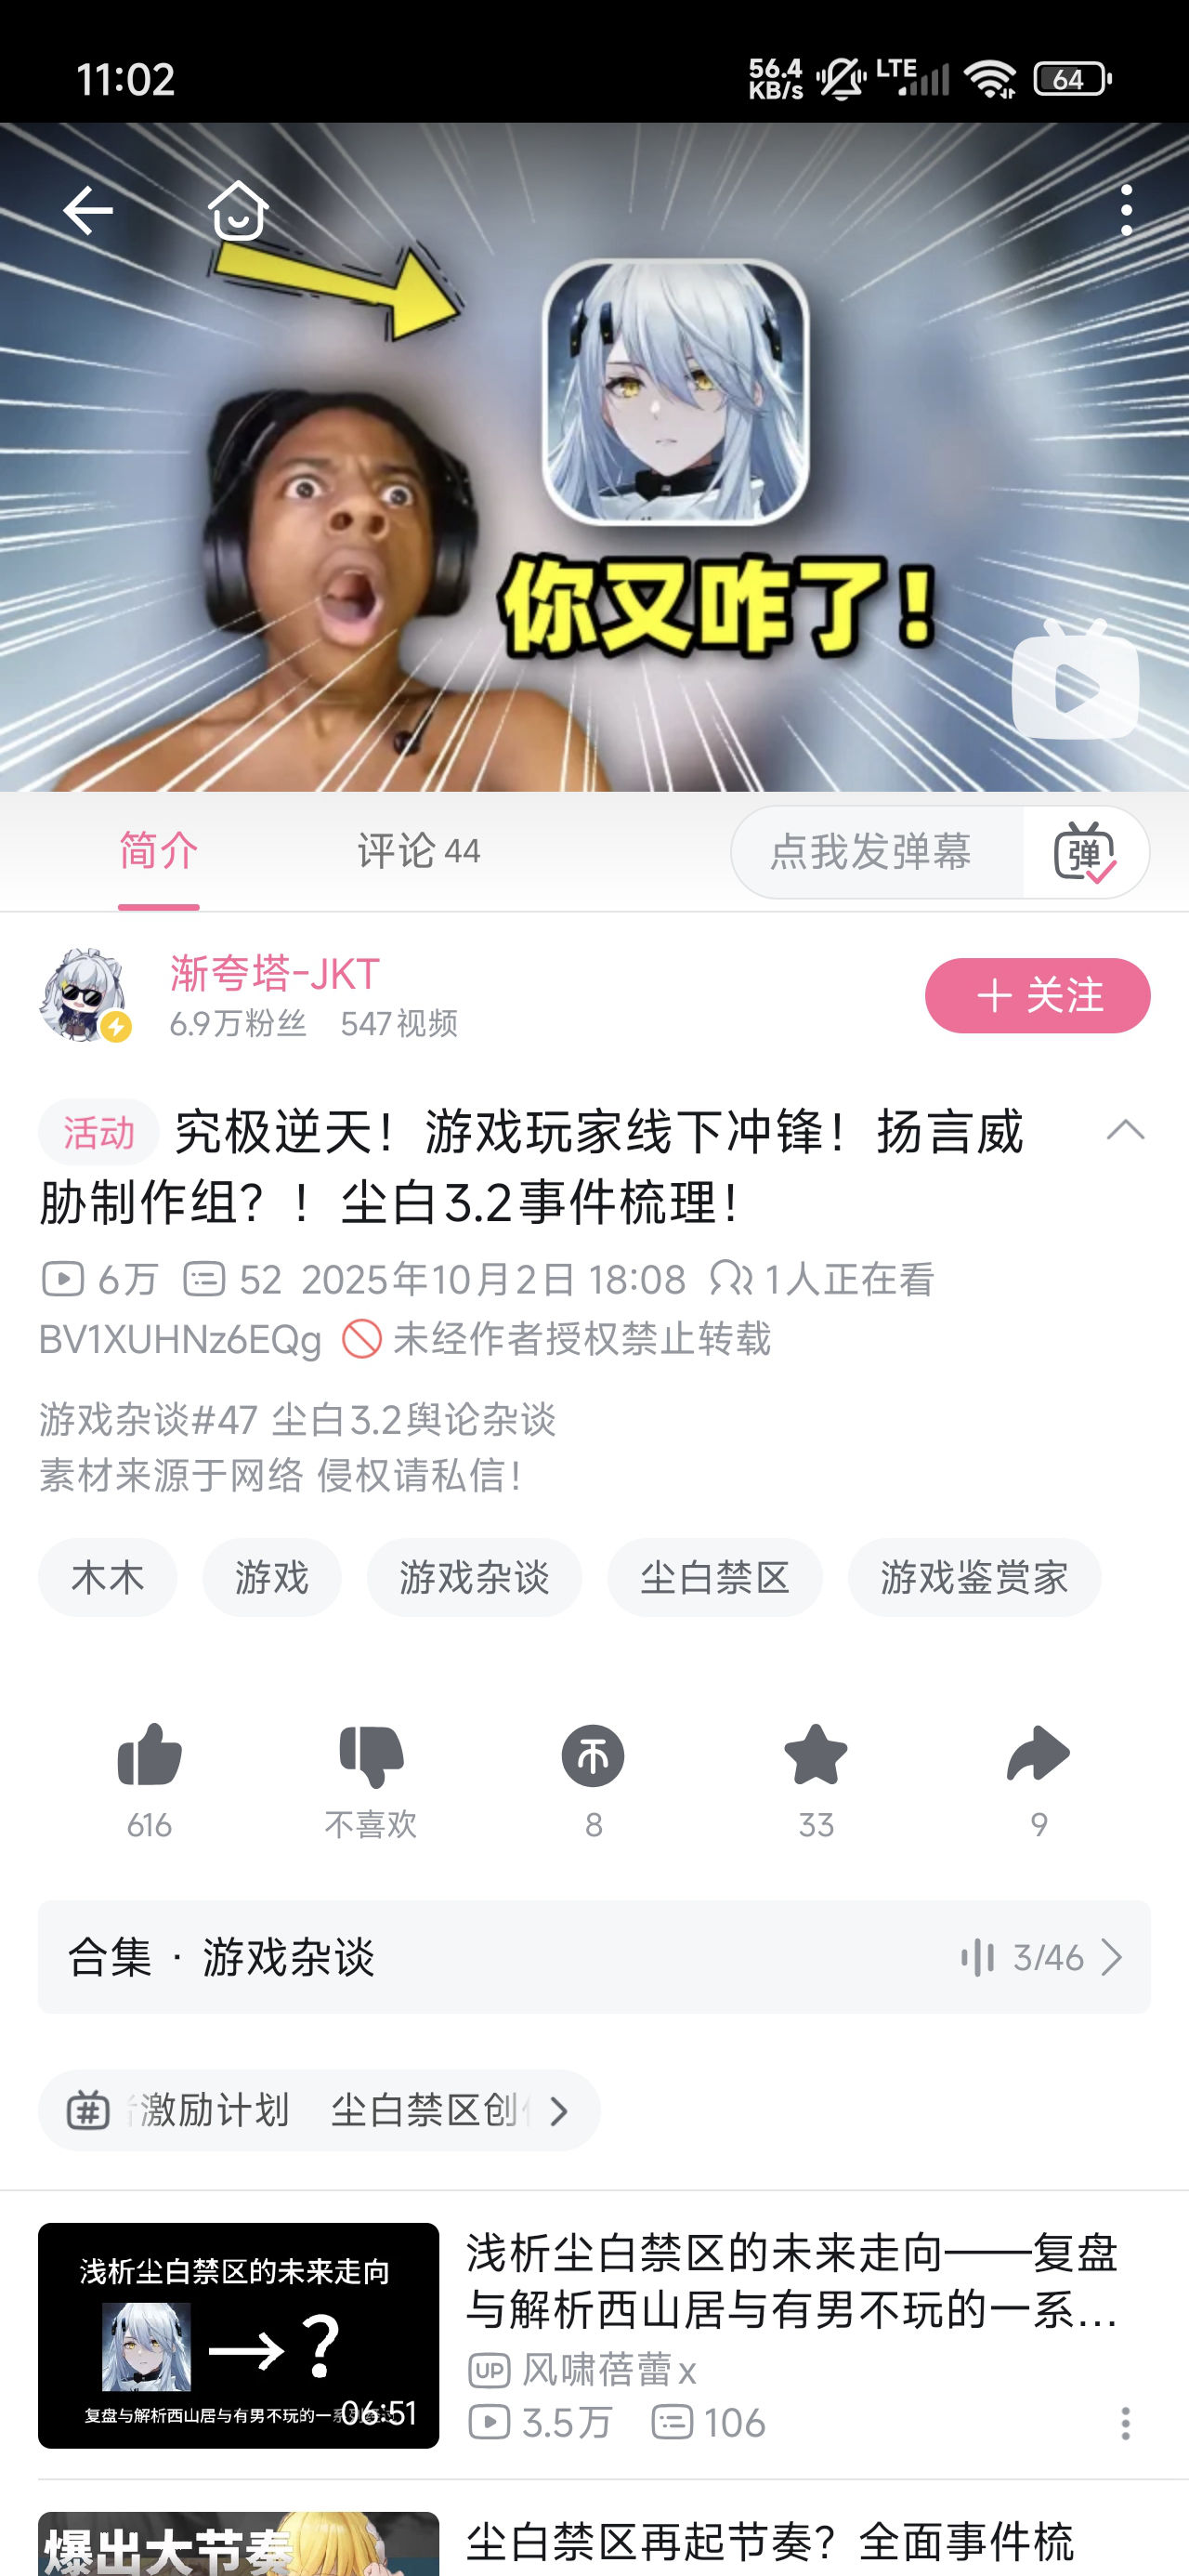 11:02
56.4
KB/s
LTE
64
你又咋了！
简介
评论 44
点我发弹幕
弹
渐夸塔-JKT
6.9万粉丝 547视频
关注
活动 究极逆天！游戏玩家线下冲锋！扬言威
胁制作组？！尘白3.2事件梳理！
6万 52 2025年10月2日 18:08 1人正在看
BV1XUHNz6EQg 未经作者授权禁止转载
游戏杂谈#47 尘白3.2舆论杂谈
素材来源于网络 侵权请私信！
木木 游戏 游戏杂谈 尘白禁区 游戏鉴赏家
616 不喜欢 8 33 9
合集 · 游戏杂谈
3/46
激励计划 尘白禁区创
浅析尘白禁区的未来走向
→？
复盘与解析西山居与有男不玩的一系
06:51
浅析尘白禁区的未来走向——复盘
与解析西山居与有男不玩的一系...
UP 风啸蓓蕾x
3.5万 106
爆出大节奏
尘白禁区再起节奏？全面事件梳